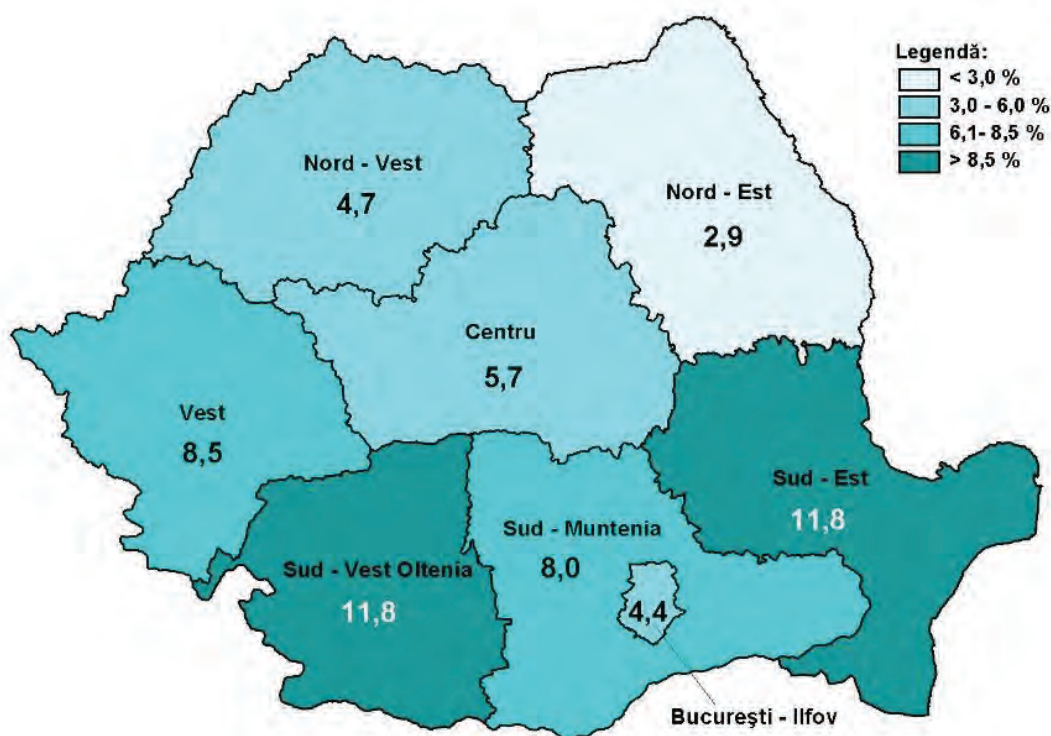 Legendă:
< 3,0 %
3,0 - 6,0 %
6,1- 8,5 %
> 8,5 %
Nord - Vest
4,7
Nord - Est
2,9
Centru
5,7
Vest
8,5
Sud - Est
11,8
Sud - Muntenia
8,0
Sud - Vest Oltenia
11,8
4,4
Bucureşti - Ilfov